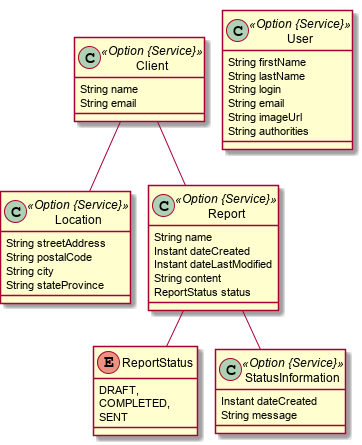 C «Option {Service}»
Client
String name
String email
C «Option {Service}»
User
String firstName
String lastName
String login
String email
String imageUrl
String authorities
C «Option {Service}»
Location
String streetAddress
String postalCode
String city
String stateProvince
C «Option {Service}»
Report
String name
Instant dateCreated
Instant dateLastModified
String content
ReportStatus status
E ReportStatus
DRAFT,
COMPLETED,
SENT
C «Option {Service}»
StatusInformation
Instant dateCreated
String message